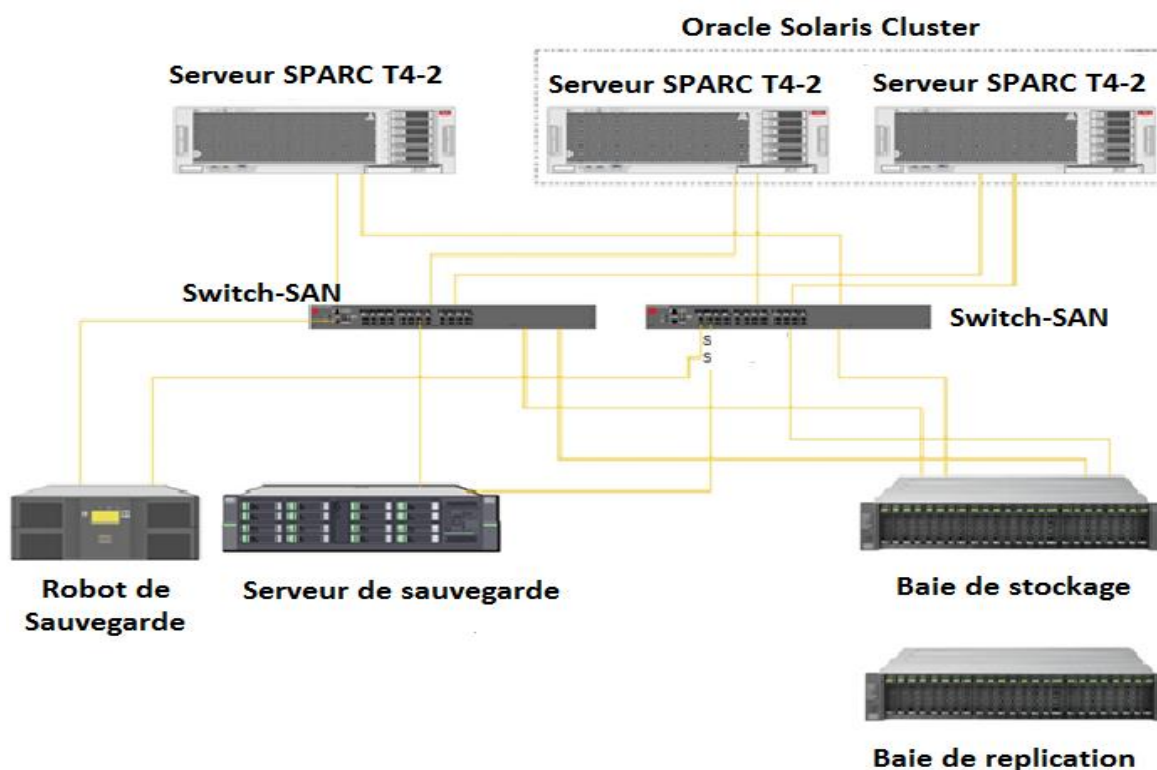 Oracle Solaris Cluster
Serveur SPARC T4-2
Serveur SPARC T4-2
Serveur SPARC T4-2
Switch-SAN
Switch-SAN
S
S
Robot de
Sauvegarde
Serveur de sauvegarde
Baie de stockage
Baie de replication